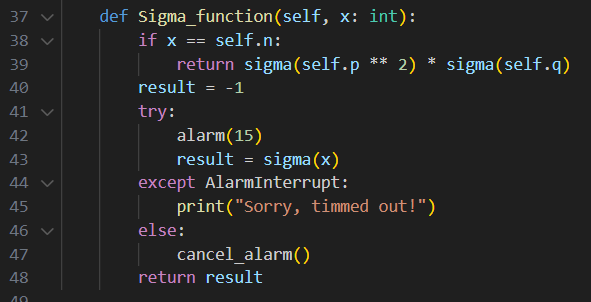 37 def Sigma_function(self, x: int):
38 if x == self.n:
39 return sigma(self.p ** 2) * sigma(self.q)
40 result = -1
41 try:
42 alarm(15)
43 result = sigma(x)
44 except AlarmInterrupt:
45 print("Sorry, timmed out!")
46 else:
47 cancel_alarm()
48 return result